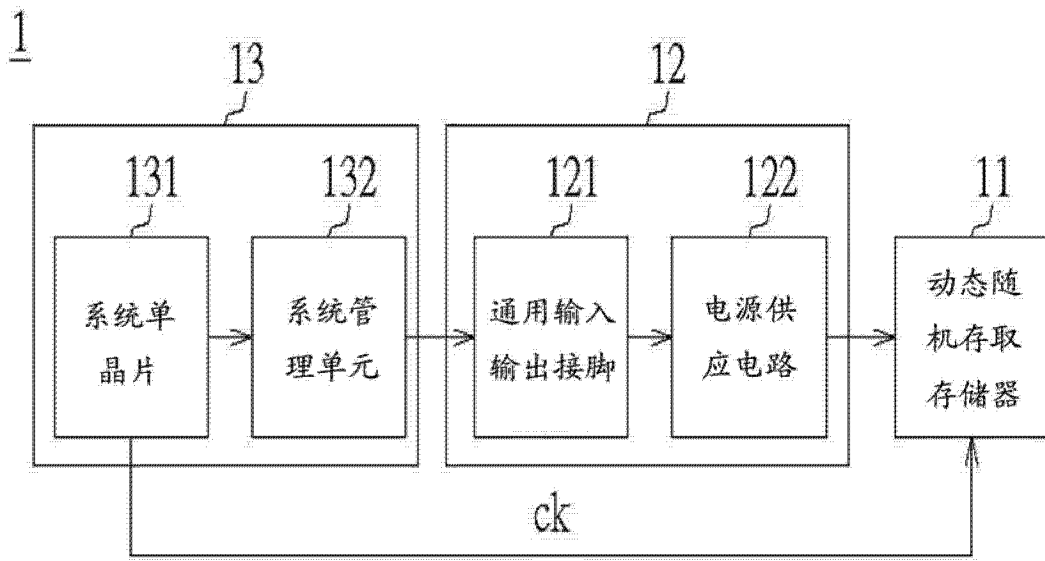 1
13
12
131
132
121
122
11
系统单
晶片
系统管
理单元
通用输入
输出接脚
电源供
应电路
动态随
机存取
存储器
ck